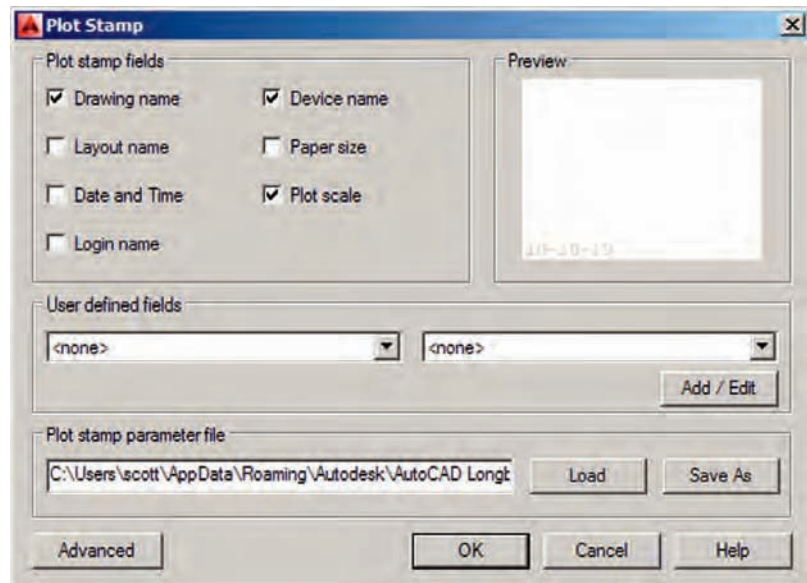 Plot Stamp
Plot stamp fields
Drawing name
Device name
Layout name
Paper size
Date and Time
Plot scale
Login name
Preview
User defined fields
<none>
<none>
Add / Edit
Plot stamp parameter file
C:\Users\scott\AppData\Roaming\Autodesk\AutoCAD Longb
Load
Save As
Advanced
OK
Cancel
Help